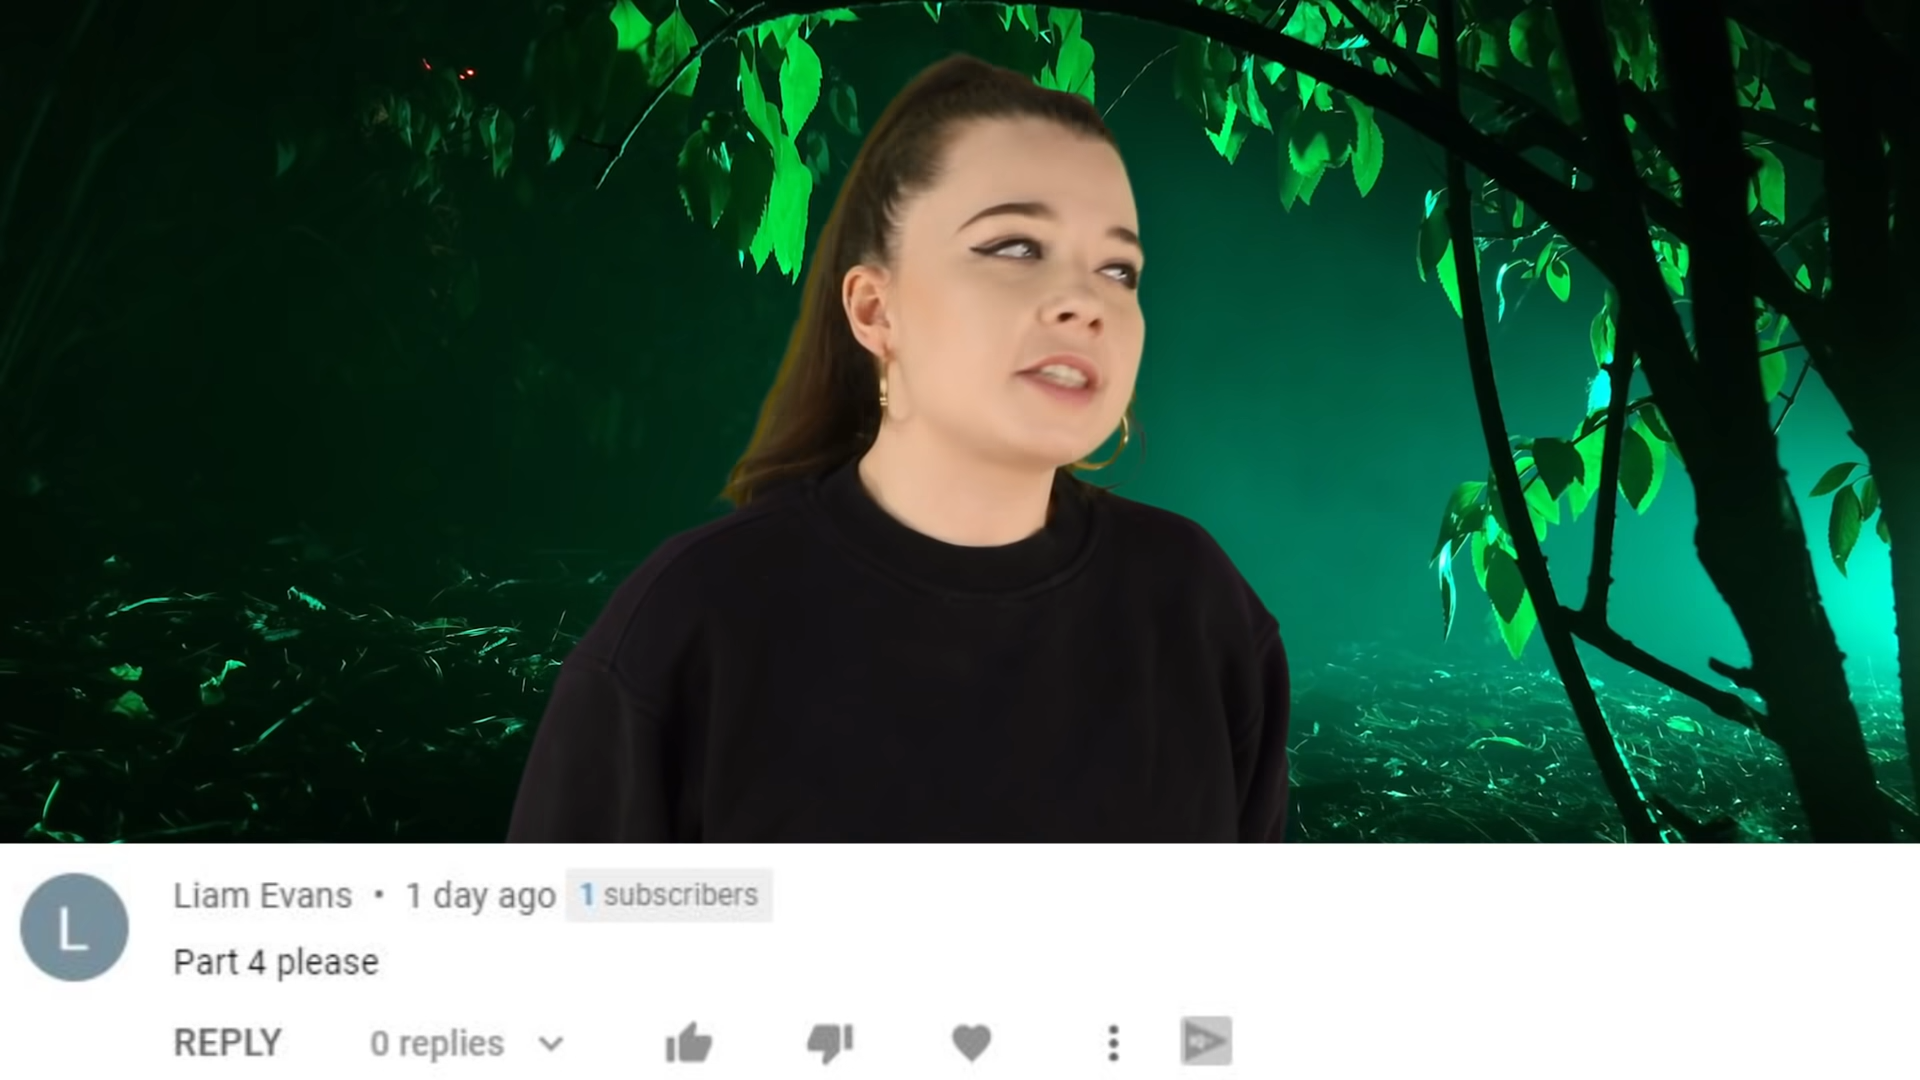 L
Liam Evans • 1 day ago 1 subscribers
Part 4 please
REPLY 0 replies